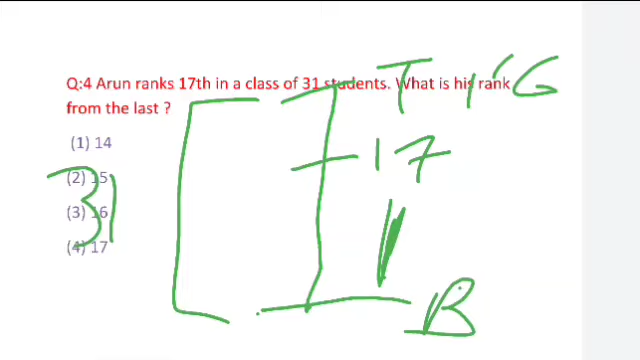 Q:4 Arun ranks 17th in a class of 31 students. What is his rank
from the last ?
(1) 14
(2) 15
(3) 16
(4) 17
31
T
17
B